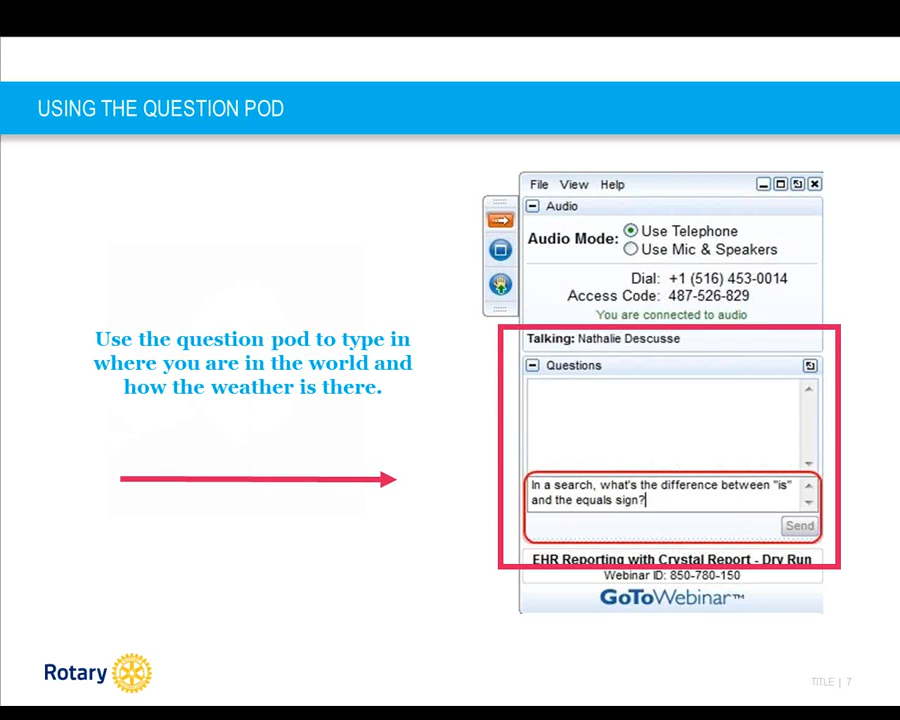 USING THE QUESTION POD
Use the question pod to type in
where you are in the world and
how the weather is there.
File View Help
Audio
Audio Mode: Use Telephone
Use Mic & Speakers
Dial: +1 (516) 453-0014
Access Code: 487-526-829
You are connected to audio
Talking: Nathalie Descusse
Questions
In a search, what's the difference between "is"
and the equals sign?
Send
EHR Reporting with Crystal Report - Dry Run
Webinar ID: 850-780-150
GoToWebinar™
Rotary
TITLE | 7